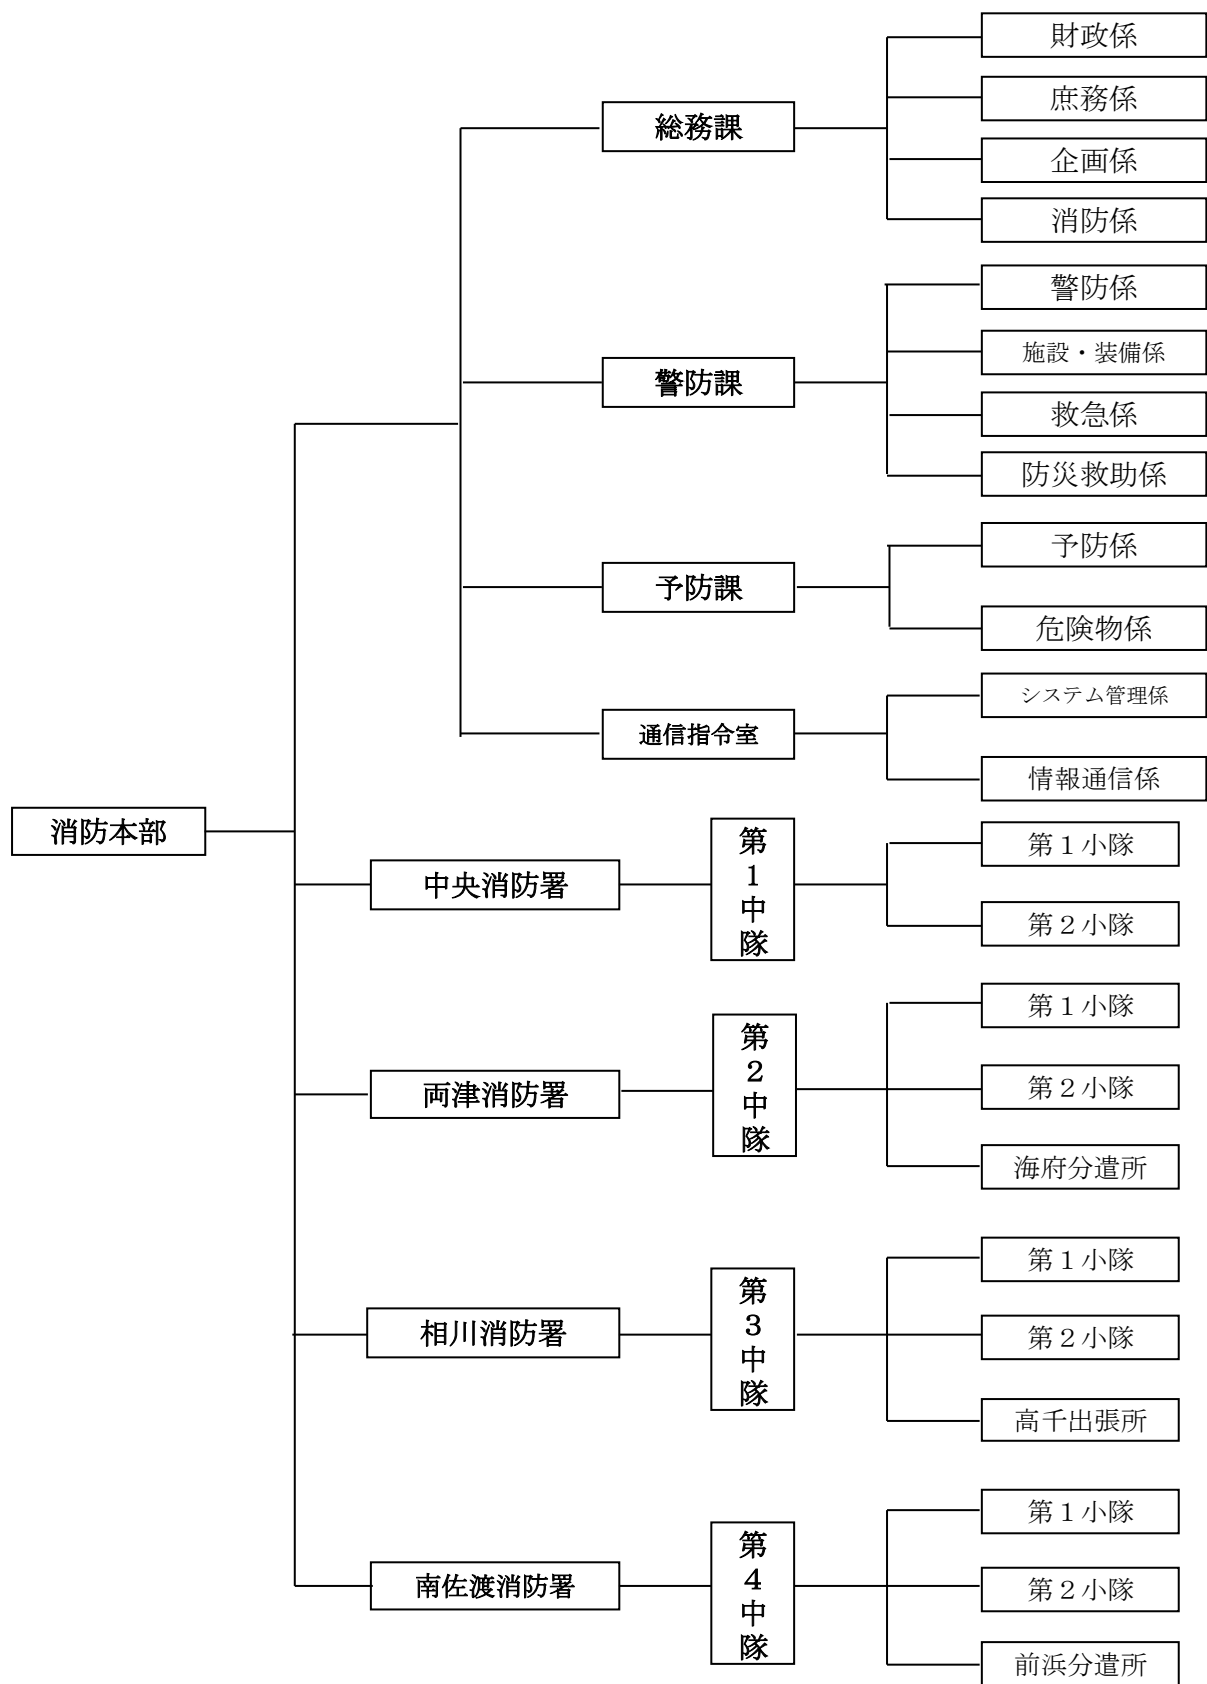 財政係
庶務係
総務課
企画係
消防係
警防係
施設・装備係
警防課
救急係
防災救助係
予防係
予防課
危険物係
システム管理係
通信指令室
情報通信係
消防本部
中央消防署
第1中隊
第１小隊
第２小隊
両津消防署
第2中隊
第１小隊
第２小隊
海府分遣所
相川消防署
第3中隊
第１小隊
第２小隊
高千出張所
南佐渡消防署
第4中隊
第１小隊
第２小隊
前浜分遣所